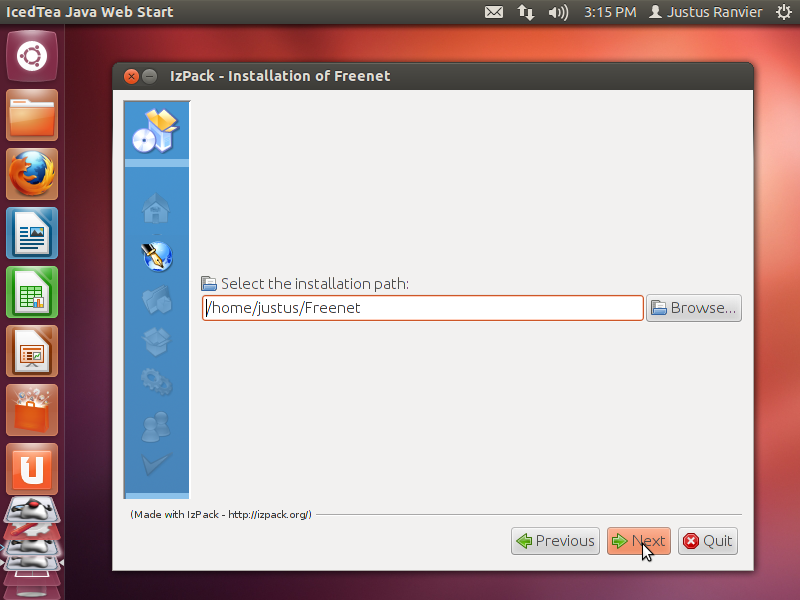 IcedTea Java Web Start
3:15 PM
Justus Ranvier
IzPack - Installation of Freenet
Select the installation path:
/home/justus/Freenet
Browse...
(Made with IzPack - http://izpack.org/)
Previous
Next
Quit